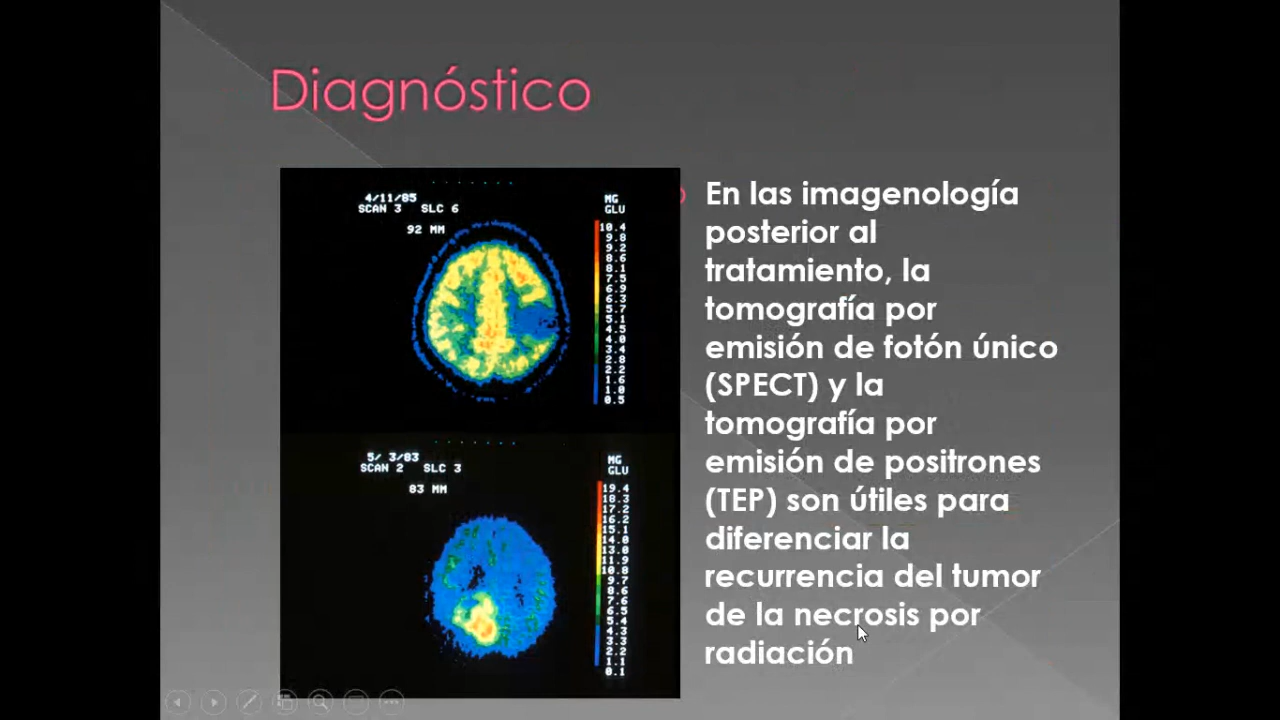 Diagnóstico
4/11/85
SCAN 3 SLC 6
92 MM
MG
GLU
10.4
9.8
9.2
8.6
8.1
7.5
6.9
6.3
5.7
5.1
4.5
4.0
3.4
2.8
2.2
1.6
1.0
0.5
5/ 3/83
SCAN 2 SLC 3
83 MM
MG
GLU
19.4
18.3
17.2
16.2
15.1
14.0
13.0
11.9
10.8
9.7
8.6
7.6
6.5
5.4
4.3
3.3
2.2
1.1
0.1
En las imagenología
posterior al
tratamiento, la
tomografía por
emisión de fotón único
(SPECT) y la
tomografía por
emisión de positrones
(TEP) son útiles para
diferenciar la
recurrencia del tumor
de la necrosis por
radiación